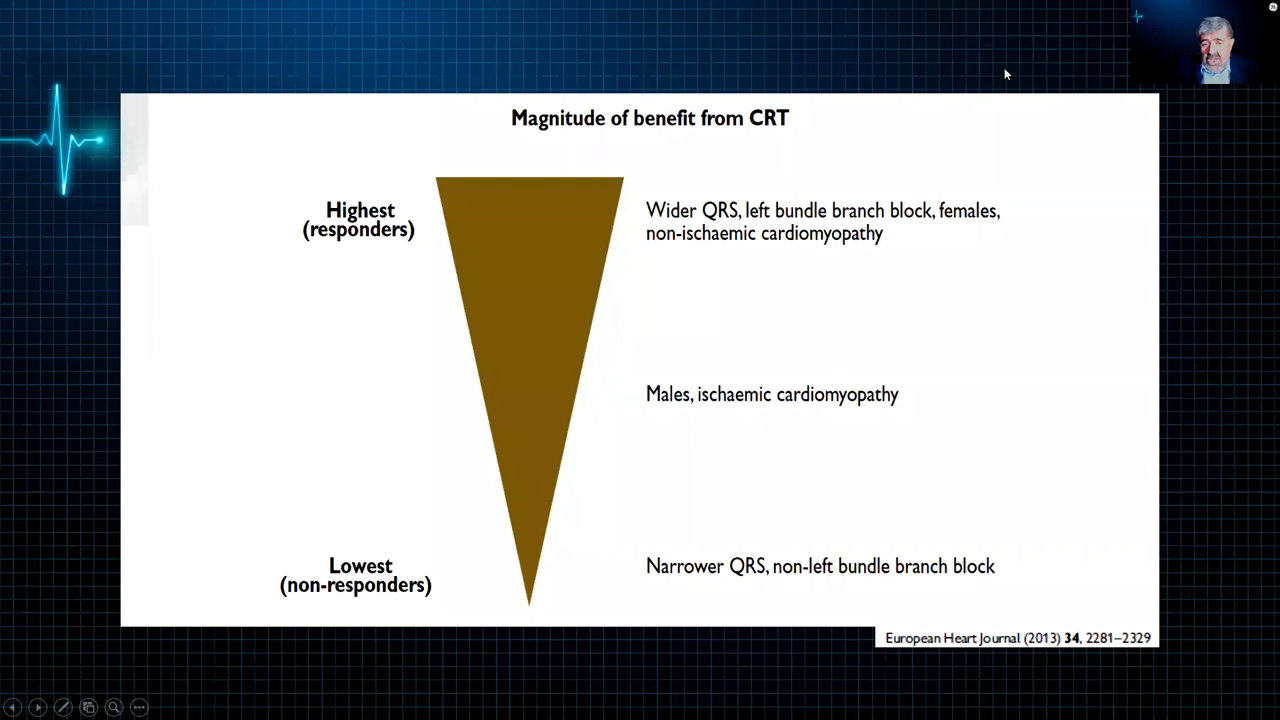 Magnitude of benefit from CRT
Highest
(responders)
Wider QRS, left bundle branch block, females,
non-ischaemic cardiomyopathy
Males, ischaemic cardiomyopathy
Lowest
(non-responders)
Narrower QRS, non-left bundle branch block
European Heart Journal (2013) 34, 2281–2329